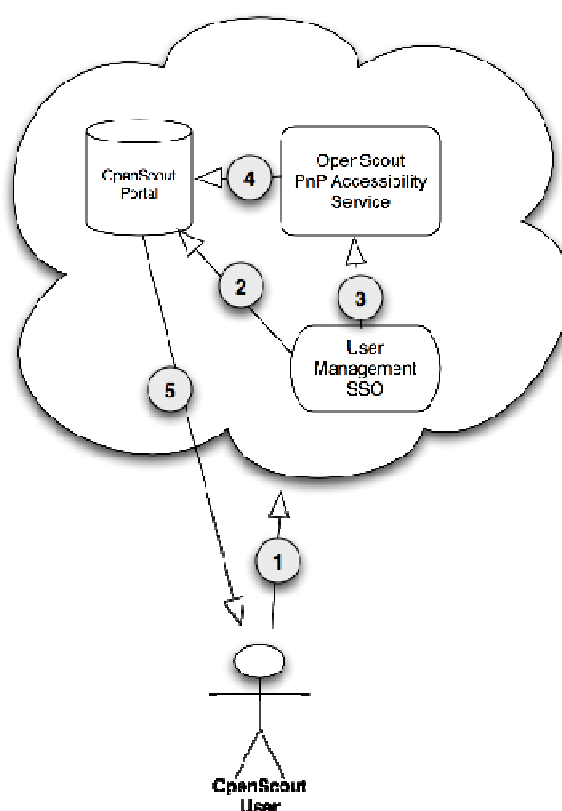 OpenScout
Portal
4
OpenScout
PnP Accessibility
Service
2
3
User
Management
SSO
5
1
OpenScout
User